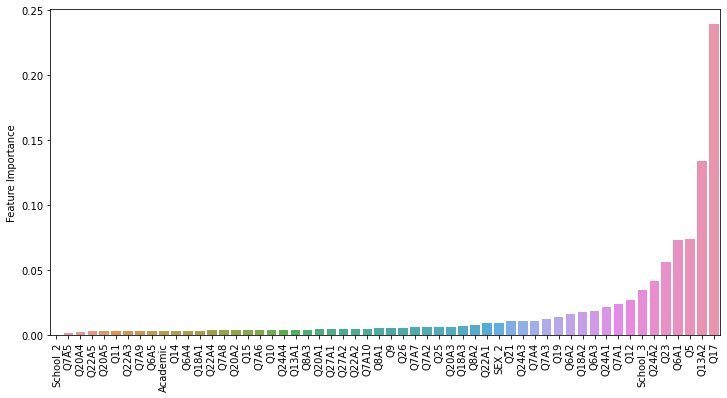 0.25
0.20
0.15
0.10
0.05
0.00
Feature Importance
School_2
Q7A5
Q20A4
Q22A5
Q20A5
Q11
Q22A3
Q7A9
Q6A5
Academic
Q14
Q6A4
Q18A1
Q22A4
Q7A8
Q20A2
Q15
Q7A6
Q10
Q24A4
Q13A1
Q8A3
Q20A1
Q27A1
Q27A2
Q22A2
Q7A10
Q8A1
Q9
Q26
Q7A7
Q7A2
Q25
Q20A3
Q18A3
Q8A2
Q22A1
SEX_2
Q21
Q24A3
Q7A4
Q7A3
Q19
Q6A2
Q18A2
Q6A3
Q24A1
Q7A1
Q12
School_3
Q24A2
Q23
Q6A1
Q5
Q13A2
Q17